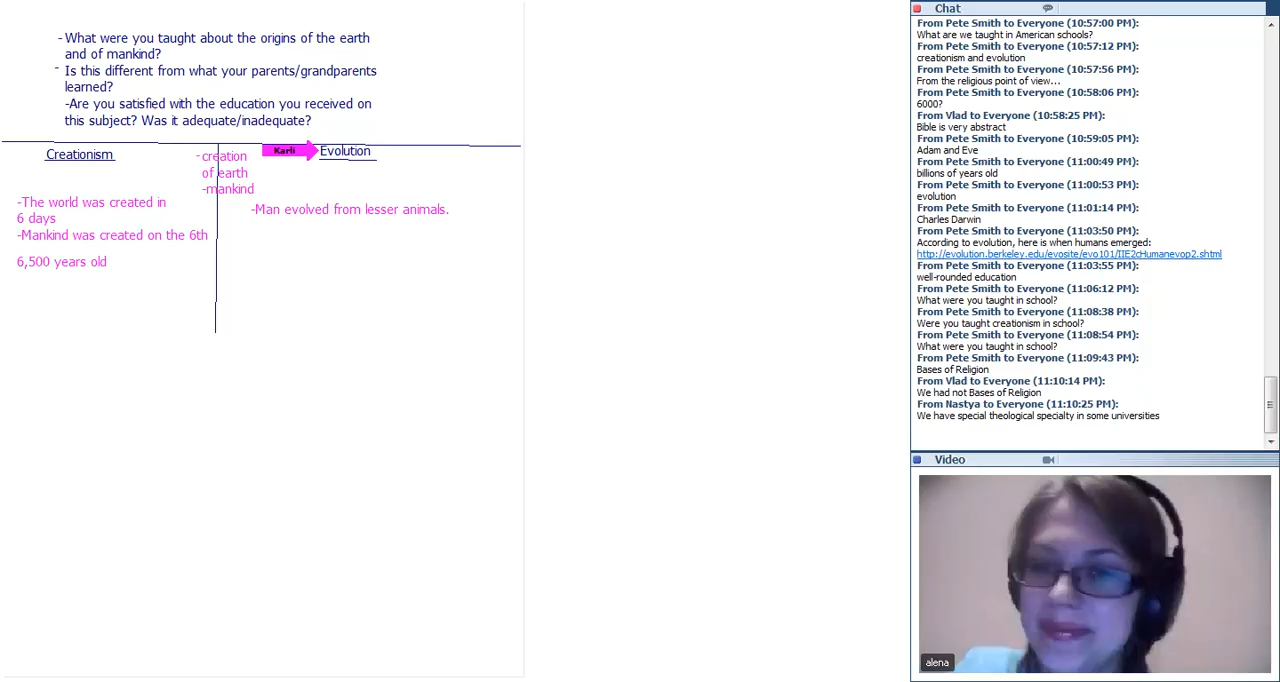 -What were you taught about the origins of the earth
and of mankind?
- Is this different from what your parents/grandparents
learned?
-Are you satisfied with the education you received on
this subject? Was it adequate/inadequate?
Creationism
-creation
of earth
-mankind
Karli
Evolution
-The world was created in
6 days
-Mankind was created on the 6th
6,500 years old
-Man evolved from lesser animals.
Chat
From Pete Smith to Everyone (10:57:00 PM):
What are we taught in American schools?
From Pete Smith to Everyone (10:57:12 PM):
creationism and evolution
From Pete Smith to Everyone (10:57:56 PM):
From the religious point of view...
From Pete Smith to Everyone (10:58:06 PM):
6000?
From Vlad to Everyone (10:58:25 PM):
Bible is very abstract
From Pete Smith to Everyone (10:59:05 PM):
Adam and Eve
From Pete Smith to Everyone (11:00:49 PM):
billions of years old
From Pete Smith to Everyone (11:00:53 PM):
evolution
From Pete Smith to Everyone (11:01:14 PM):
Charles Darwin
From Pete Smith to Everyone (11:03:50 PM):
According to evolution, here is when humans emerged:
http://evolution.berkeley.edu/evosite/evo101/IIE2cHumanevop2.shtml
From Pete Smith to Everyone (11:03:55 PM):
well-rounded education
From Pete Smith to Everyone (11:06:12 PM):
What were you taught in school?
From Pete Smith to Everyone (11:08:38 PM):
Were you taught creationism in school?
From Pete Smith to Everyone (11:08:54 PM):
What were you taught in school?
From Pete Smith to Everyone (11:09:43 PM):
Bases of Religion
From Vlad to Everyone (11:10:14 PM):
We had not Bases of Religion
From Nastya to Everyone (11:10:25 PM):
We have special theological specialty in some universities
Video
alena